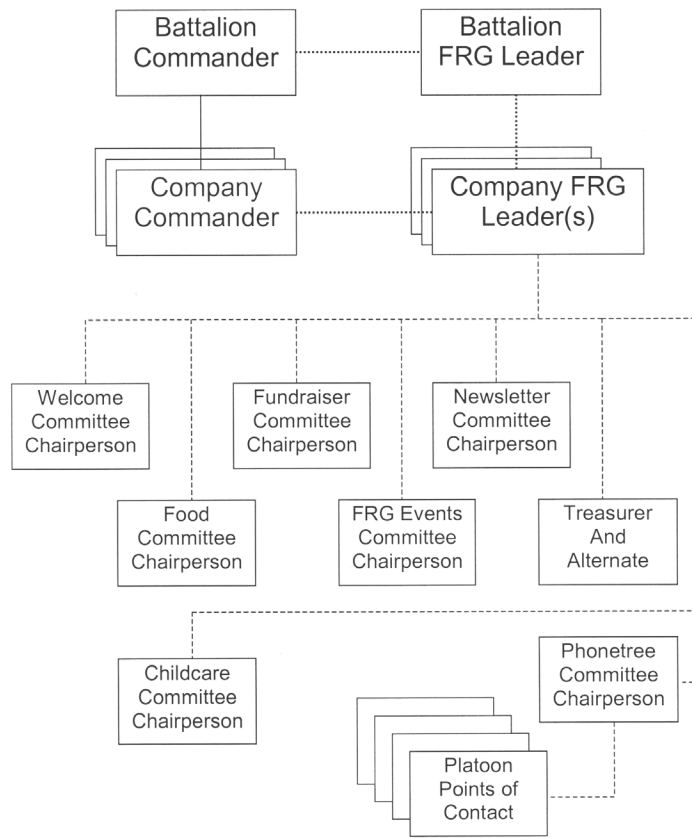 Battalion
Commander
Battalion
FRG Leader
Company
Commander
Company FRG
Leader(s)
Welcome
Committee
Chairperson
Fundraiser
Committee
Chairperson
Newsletter
Committee
Chairperson
Food
Committee
Chairperson
FRG Events
Committee
Chairperson
Treasurer
And
Alternate
Childcare
Committee
Chairperson
Phonetree
Committee
Chairperson
Platoon
Points of
Contact